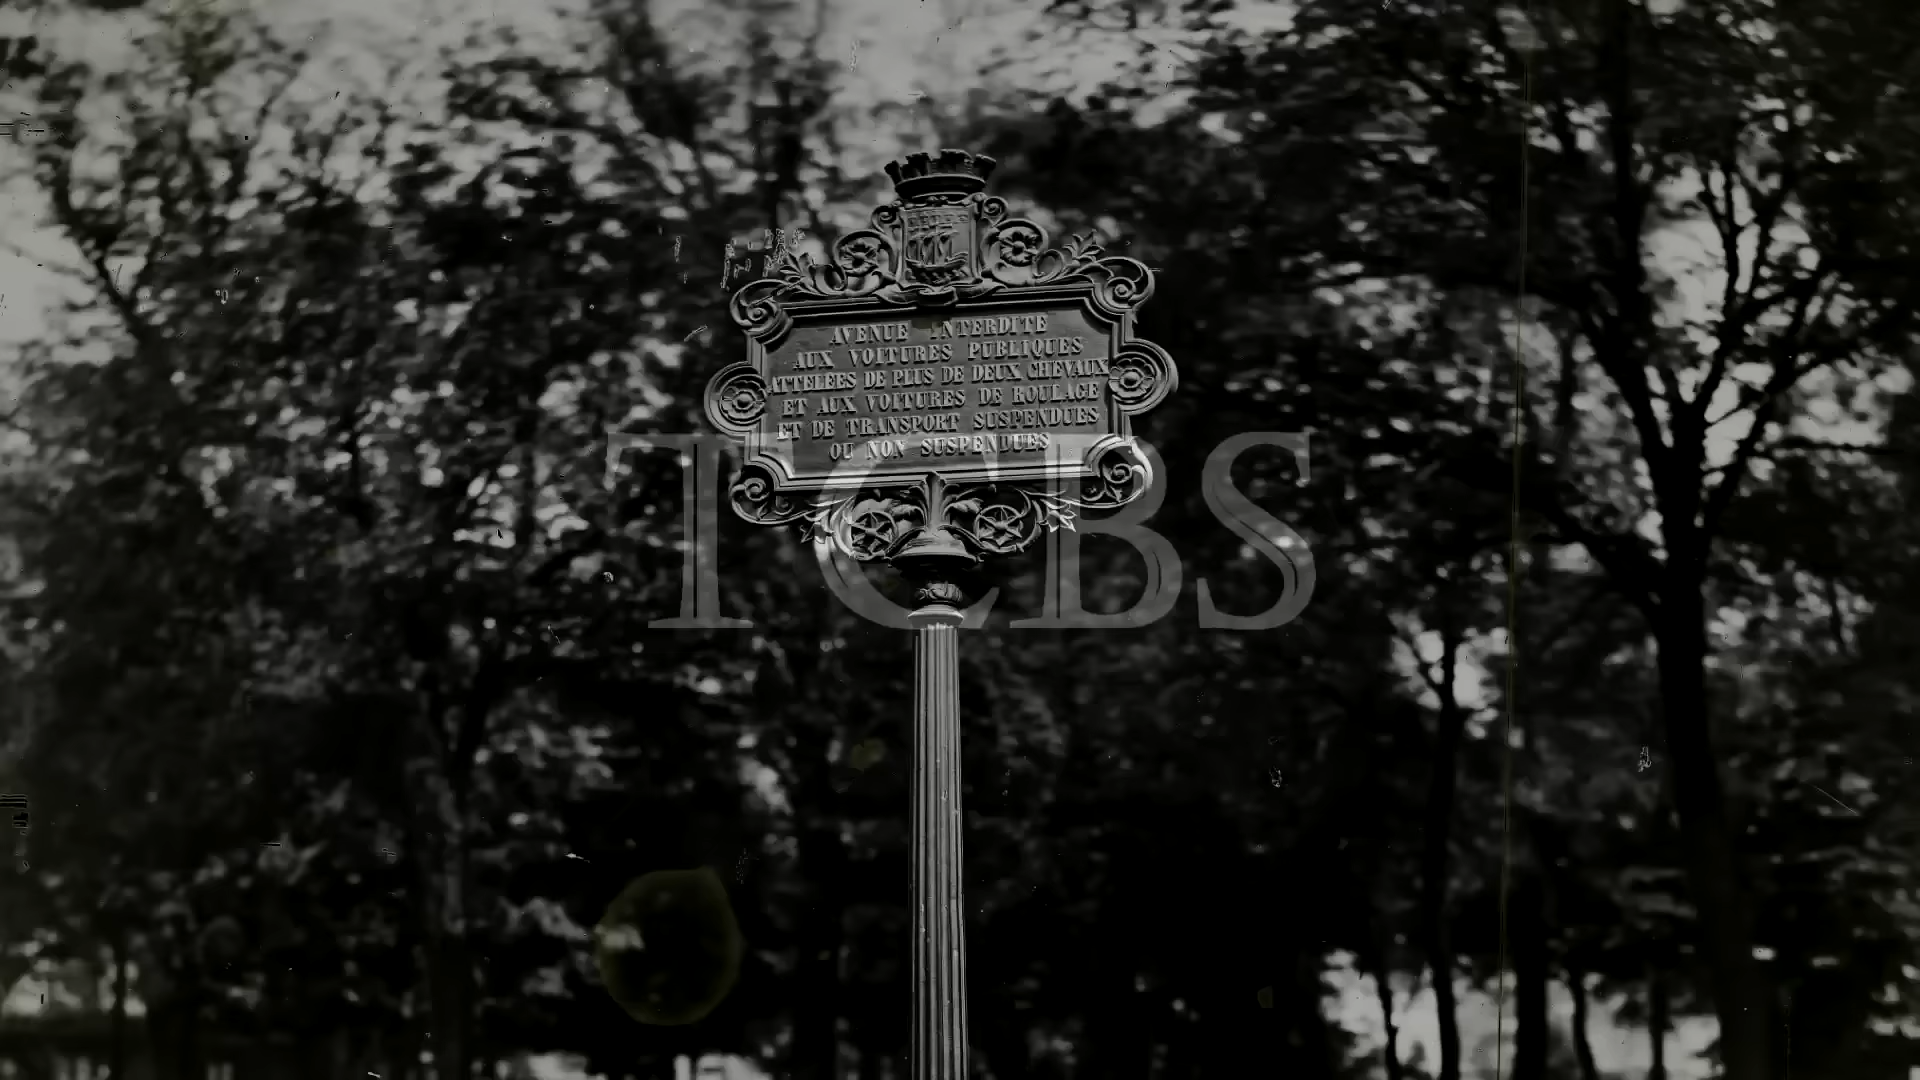 AVENUE INTERDITE
AUX VOITURES PUBLIQUES
ATTELEES DE PLUS DE DEUX CHEVAUX
ET AUX VOITURES DE ROULAGE
ET DE TRANSPORT SUSPENDUES
OU NON SUSPENDUES
TCBS